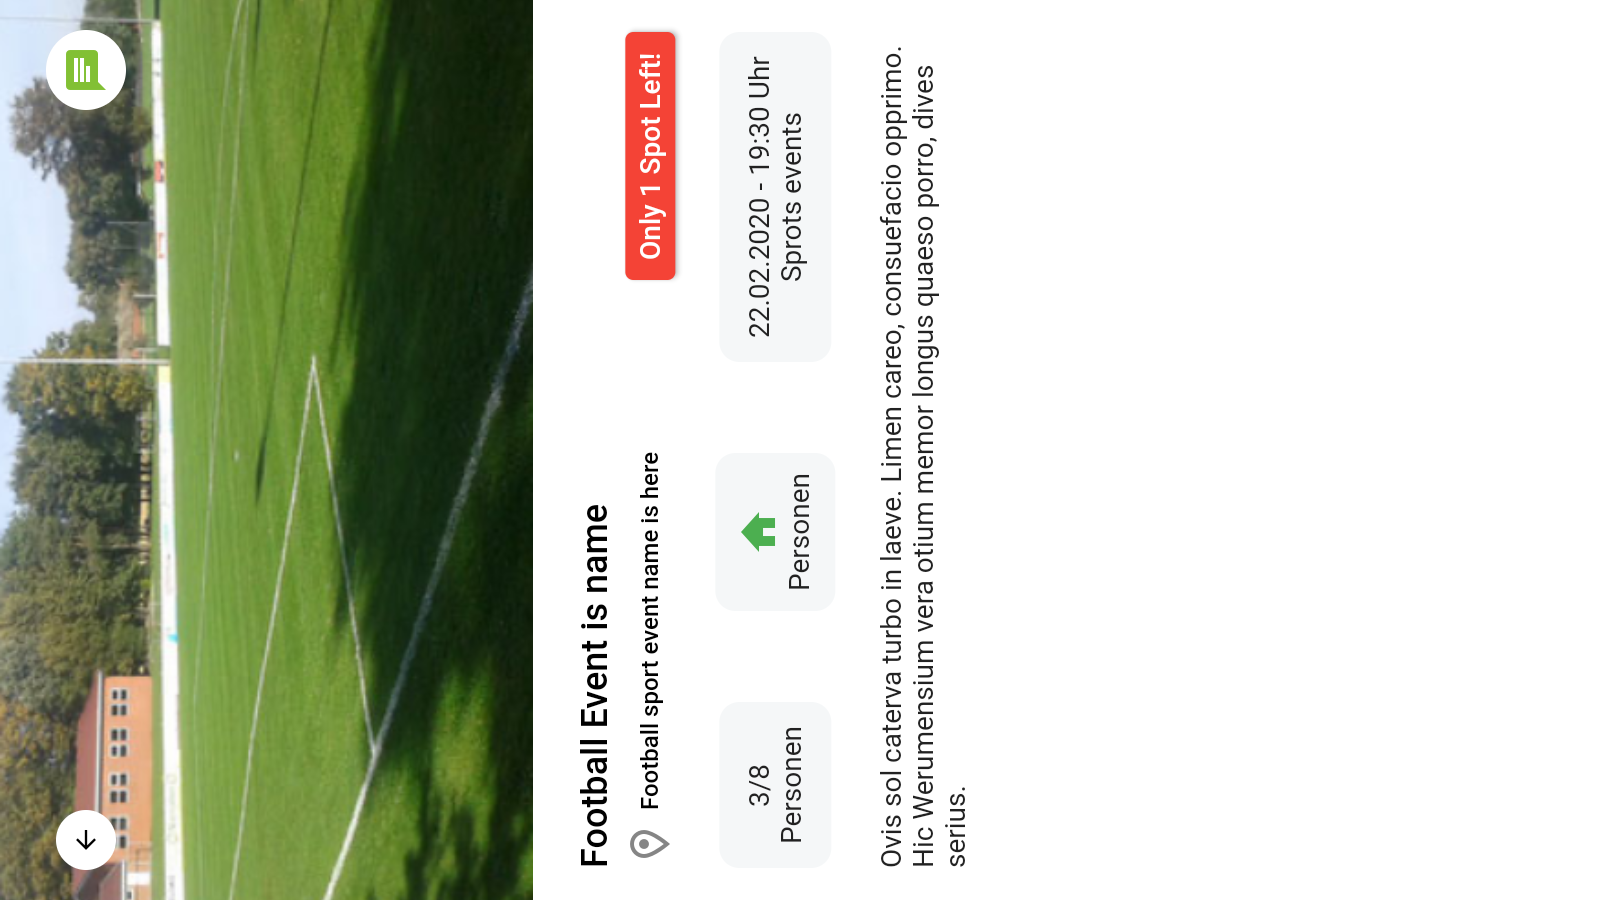 Football Event is name
Football sport event name is here
Only 1 Spot Left!
3/8
Personen
Personen
22.02.2020 - 19:30 Uhr
Sprots events
Ovis sol caterva turbo in laeve. Limen careo, consuefacio opprimo.
Hic Werumensium vera otium memor longus quaeso porro, dives
serius.